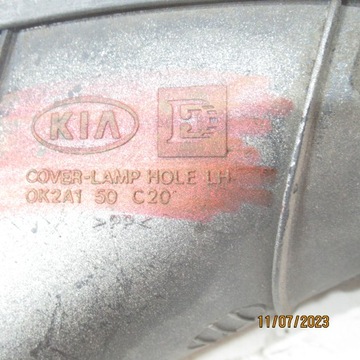 KIA
COVER-LAMP HOLE LH
0K2A1 50 C20
>PP<
11/07/2023